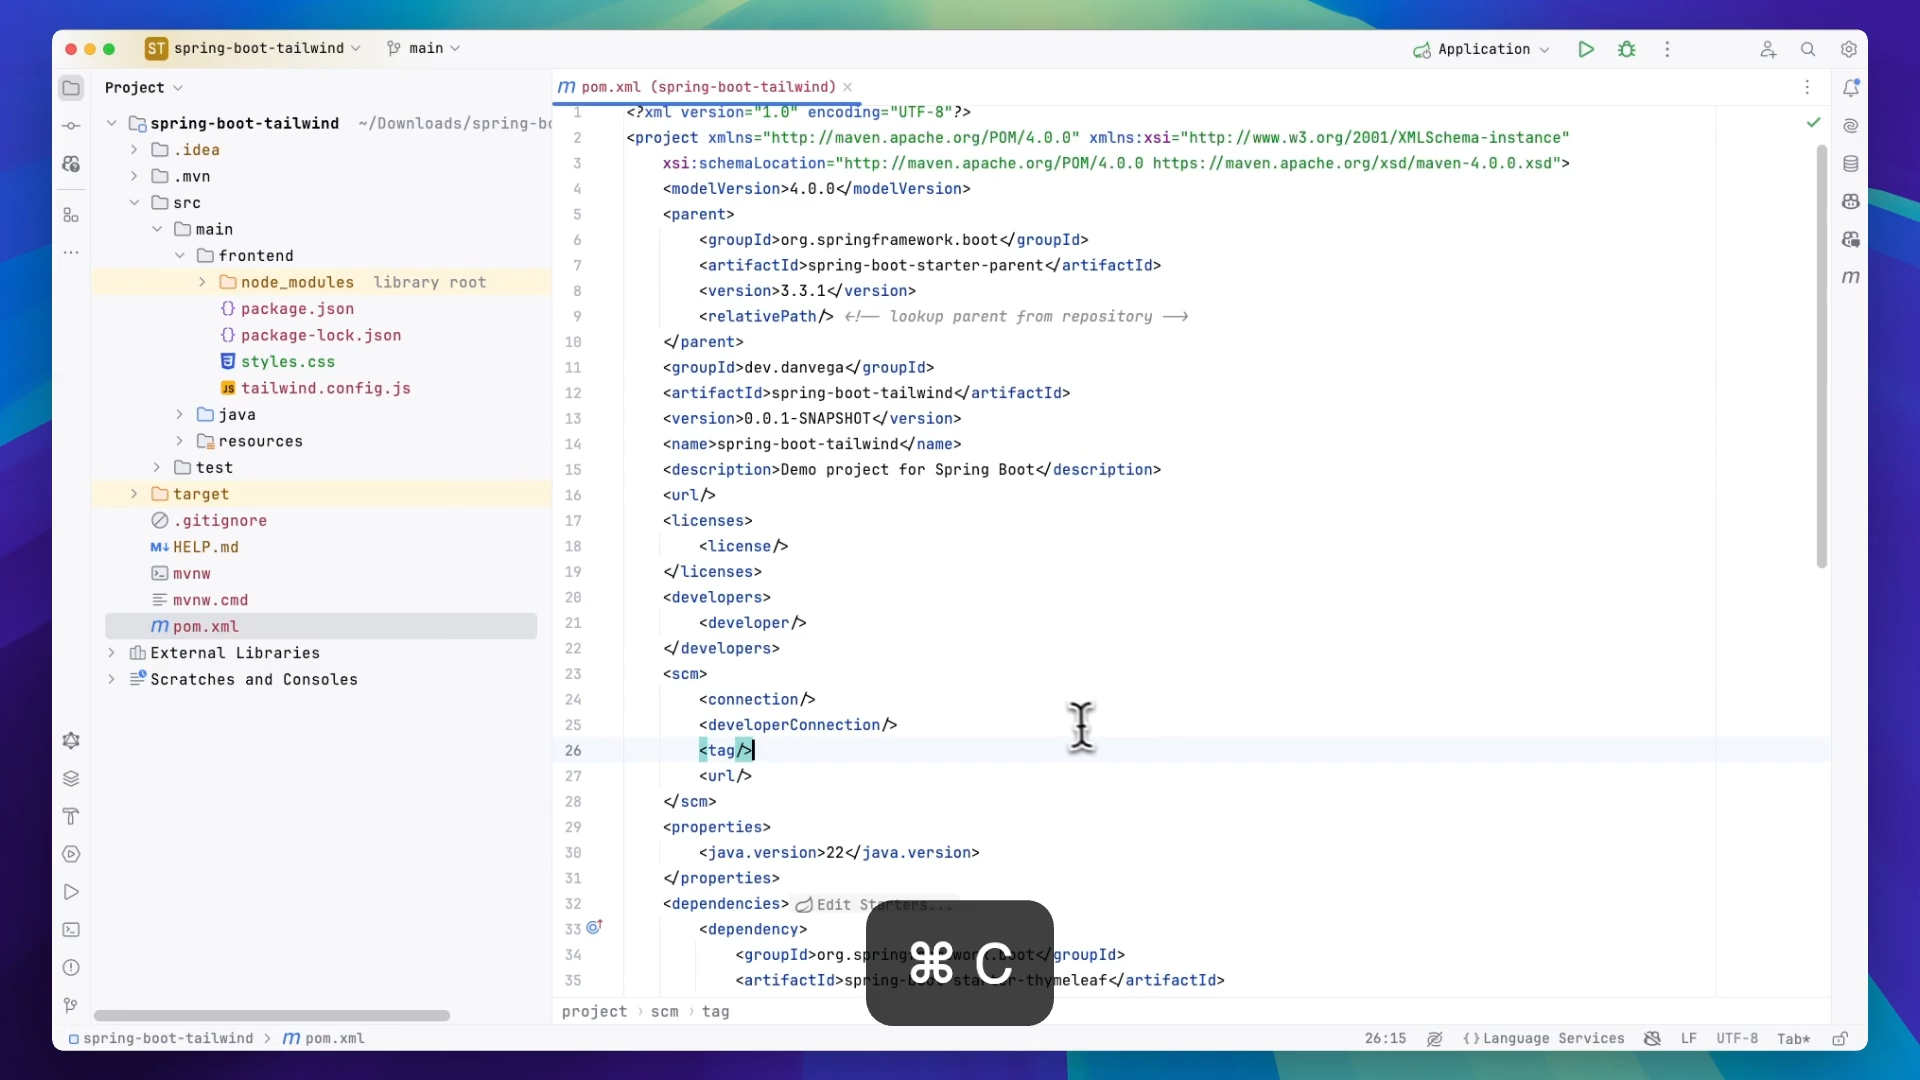 ST spring-boot-tailwind main Application
Project
pom.xml (spring-boot-tailwind)
spring-boot-tailwind ~/Downloads/spring-bo
.idea
.mvn
src
main
frontend
node_modules library root
package.json
package-lock.json
styles.css
JS tailwind.config.js
java
resources
test
target
.gitignore
M↓ HELP.md
mvnw
mvnw.cmd
m pom.xml
External Libraries
Scratches and Consoles
1 <?xml version="1.0" encoding="UTF-8"?>
2 <project xmlns="http://maven.apache.org/POM/4.0.0" xmlns:xsi="http://www.w3.org/2001/XMLSchema-instance"
3 xsi:schemaLocation="http://maven.apache.org/POM/4.0.0 https://maven.apache.org/xsd/maven-4.0.0.xsd">
4 <modelVersion>4.0.0</modelVersion>
5 <parent>
6 <groupId>org.springframework.boot</groupId>
7 <artifactId>spring-boot-starter-parent</artifactId>
8 <version>3.3.1</version>
9 <relativePath/> <!-- lookup parent from repository -->
10 </parent>
11 <groupId>dev.danvega</groupId>
12 <artifactId>spring-boot-tailwind</artifactId>
13 <version>0.0.1-SNAPSHOT</version>
14 <name>spring-boot-tailwind</name>
15 <description>Demo project for Spring Boot</description>
16 <url/>
17 <licenses>
18 <license/>
19 </licenses>
20 <developers>
21 <developer/>
22 </developers>
23 <scm>
24 <connection/>
25 <developerConnection/>
26 <tag/>
27 <url/>
28 </scm>
29 <properties>
30 <java.version>22</java.version>
31 </properties>
32 <dependencies> Edit Starters...
33 <dependency>
34 <groupId>org.springframework.boot</groupId>
35 <artifactId>spring-boot-starter-thymeleaf</artifactId>
⌘ C
project › scm › tag
spring-boot-tailwind > m pom.xml
26:15 {} Language Services LF UTF-8 Tab*